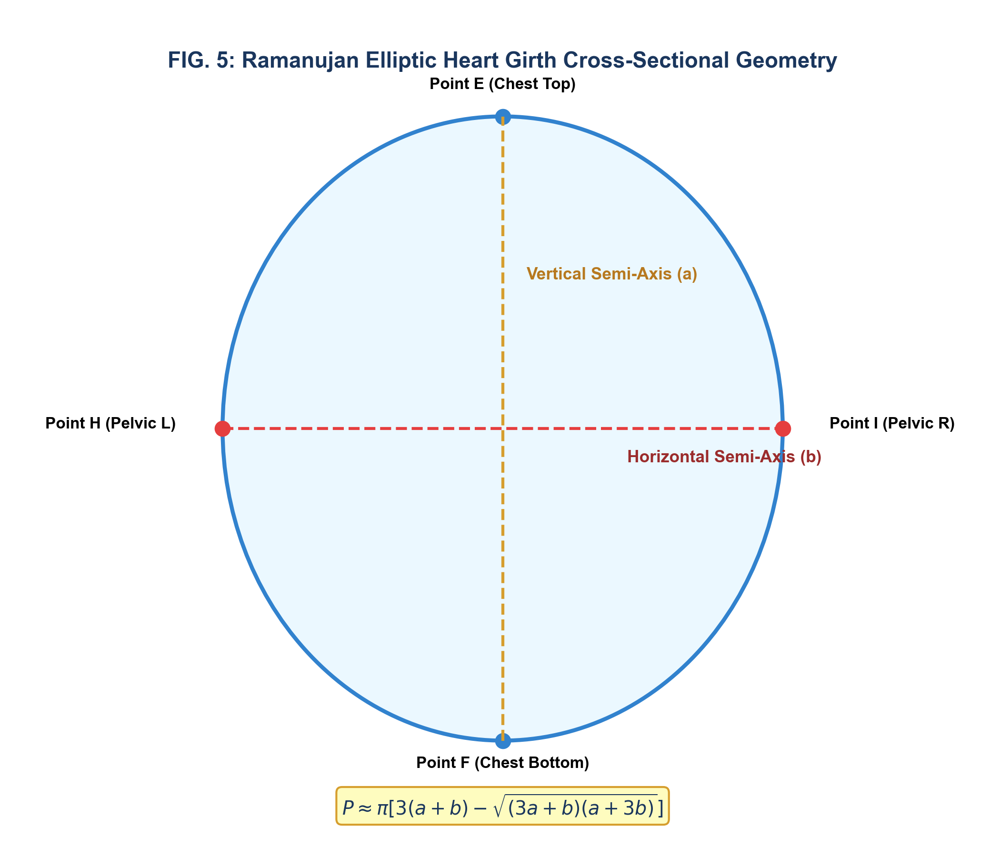 FIG. 5: Ramanujan Elliptic Heart Girth Cross-Sectional Geometry
Point E (Chest Top)
Vertical Semi-Axis (a)
Point H (Pelvic L)
Point I (Pelvic R)
Horizontal Semi-Axis (b)
Point F (Chest Bottom)
P ≈ π[3(a + b) − √(3a + b)(a + 3b)]